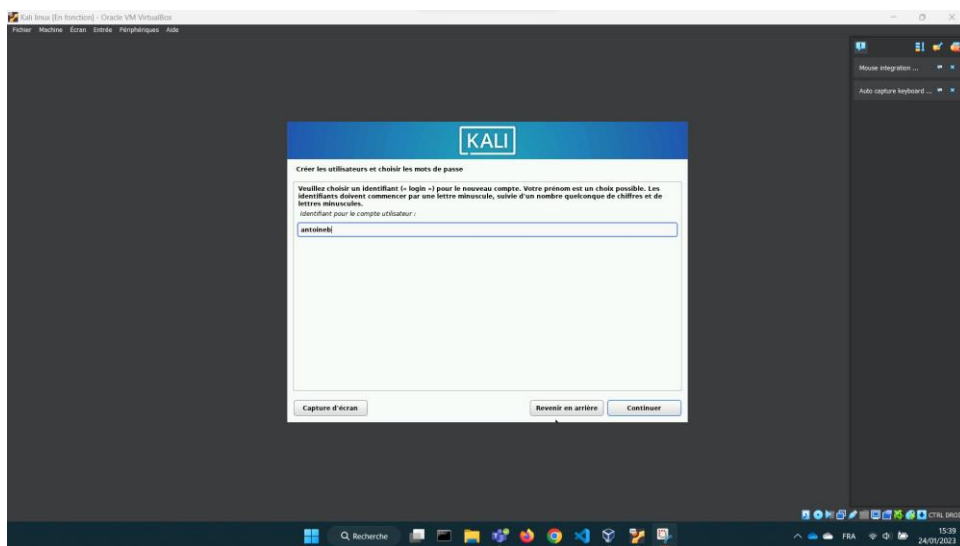 Kali linux [En fonction] - Oracle VM VirtualBox
Fichier Machine Écran Entrée Périphériques Aide
Mouse integration ...
Auto capture keyboard ...
KALI
Créer les utilisateurs et choisir les mots de passe
Veuillez choisir un identifiant (« login ») pour le nouveau compte. Votre prénom est un choix possible. Les
identifiants doivent commencer par une lettre minuscule, suivie d'un nombre quelconque de chiffres et de
lettres minuscules.
Identifiant pour le compte utilisateur :
antoineb
Capture d'écran
Revenir en arrière
Continuer
CTRL DROITE
Recherche
FRA
15:39
24/01/2023